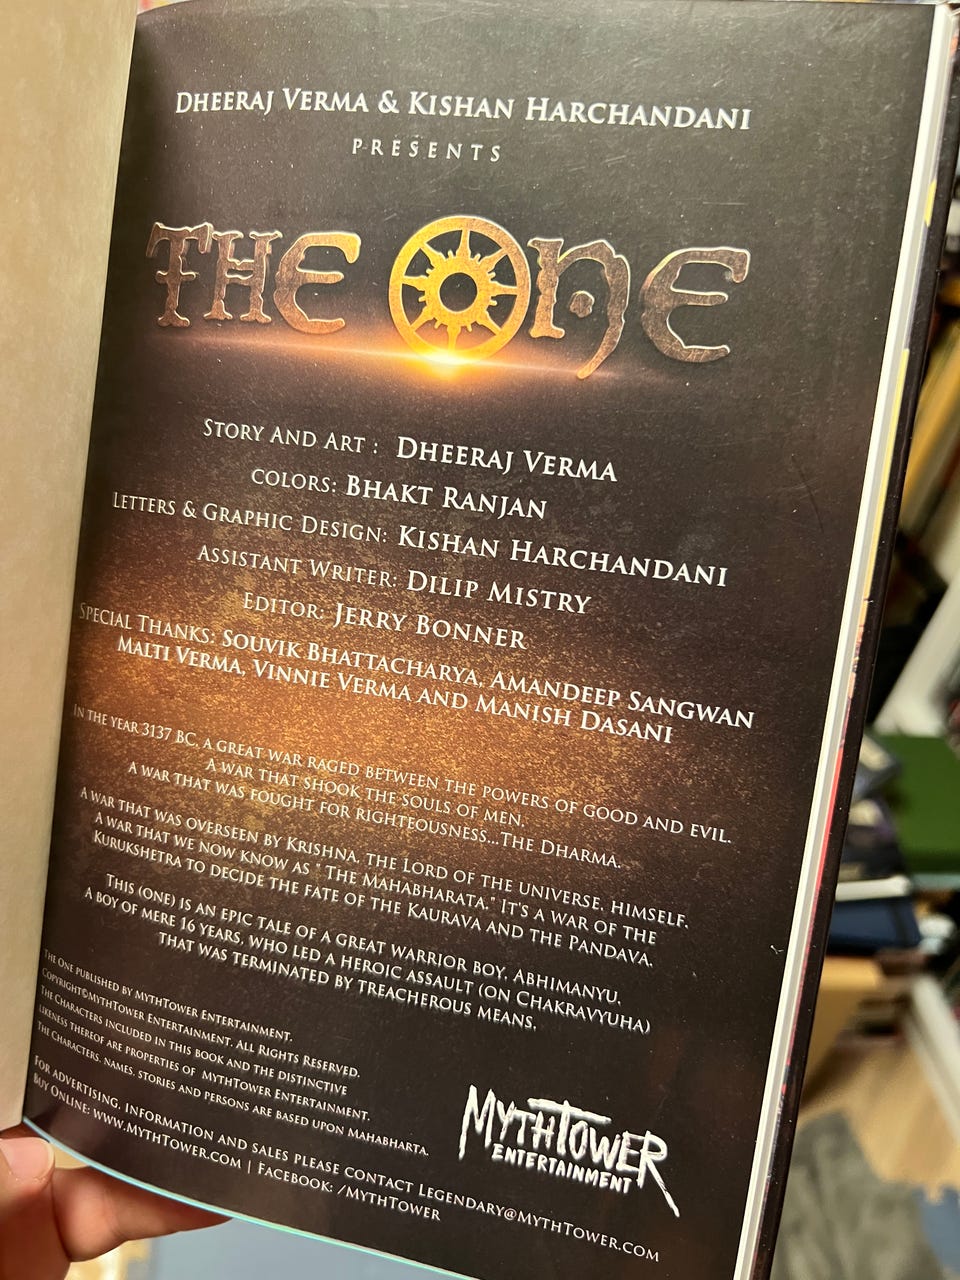 Dheeraj Verma & Kishan Harchandani
PRESENTS
THE ONE
Story And Art : Dheeraj Verma
colors: Bhakt Ranjan
Letters & Graphic Design: Kishan Harchandani
Assistant Writer: Dilip Mistry
Editor: Jerry Bonner
Special Thanks: Souvik Bhattacharya, Amandeep Sangwan
Malti Verma, Vinnie Verma and Manish Dasani
In the year 3137 BC, a great war raged between the powers of good and evil.
A war that shook the souls of men.
A war that was fought for righteousness...The Dharma.
A war that was overseen by Krishna, the Lord of the universe, himself.
A war that we now know as " The Mahabharata." It's a war of the
Kurukshetra to decide the fate of the Kaurava and the Pandava.
This (One) is an epic tale of a great warrior boy, Abhimanyu,
a boy of mere 16 years, who led a heroic assault (on Chakravyuha)
that was terminated by treacherous means,
The One published by MythTower Entertainment.
Copyright©MythTower Entertainment. All Rights Reserved.
The Characters included in this book and the distinctive
likeness thereof are properties of MythTower Entertainment.
The Characters, names, stories and persons are based upon Mahabharta.
For advertising, information and sales please contact Legendary@MythTower.com
Buy Online: www.MythTower.com | Facebook: /MythTower
MYTHTOWER
ENTERTAINMENT